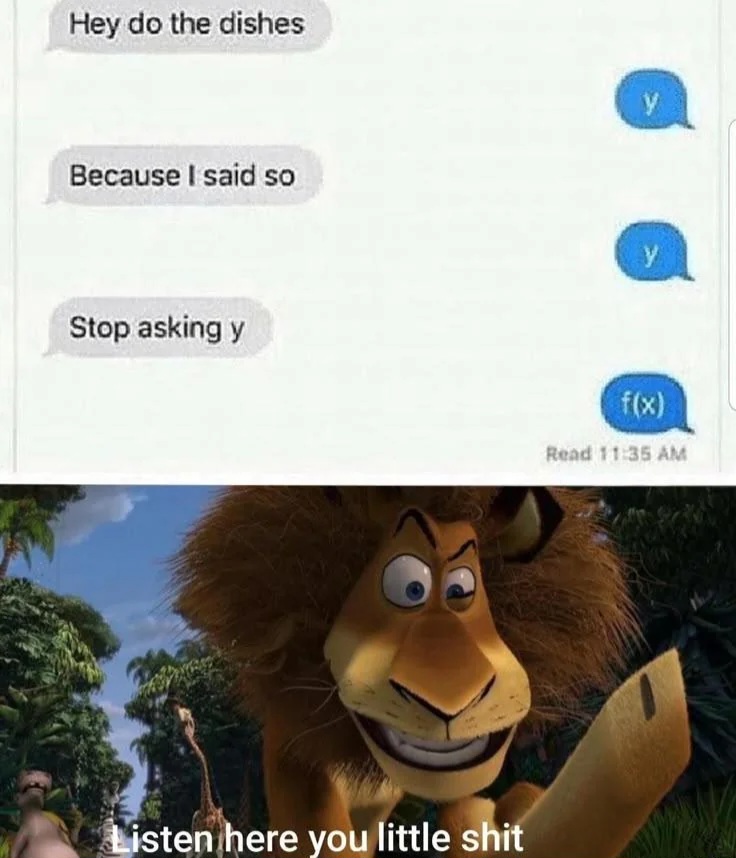 Hey do the dishes
y
Because I said so
y
Stop asking y
f(x)
Read 11:35 AM
Listen here you little shit